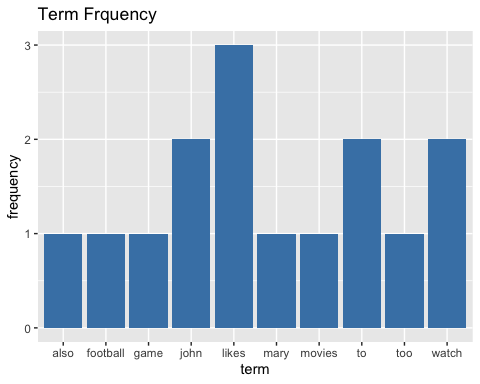 Term Frquency
frequency
3
2
1
0
also football game john likes mary movies to too watch
term